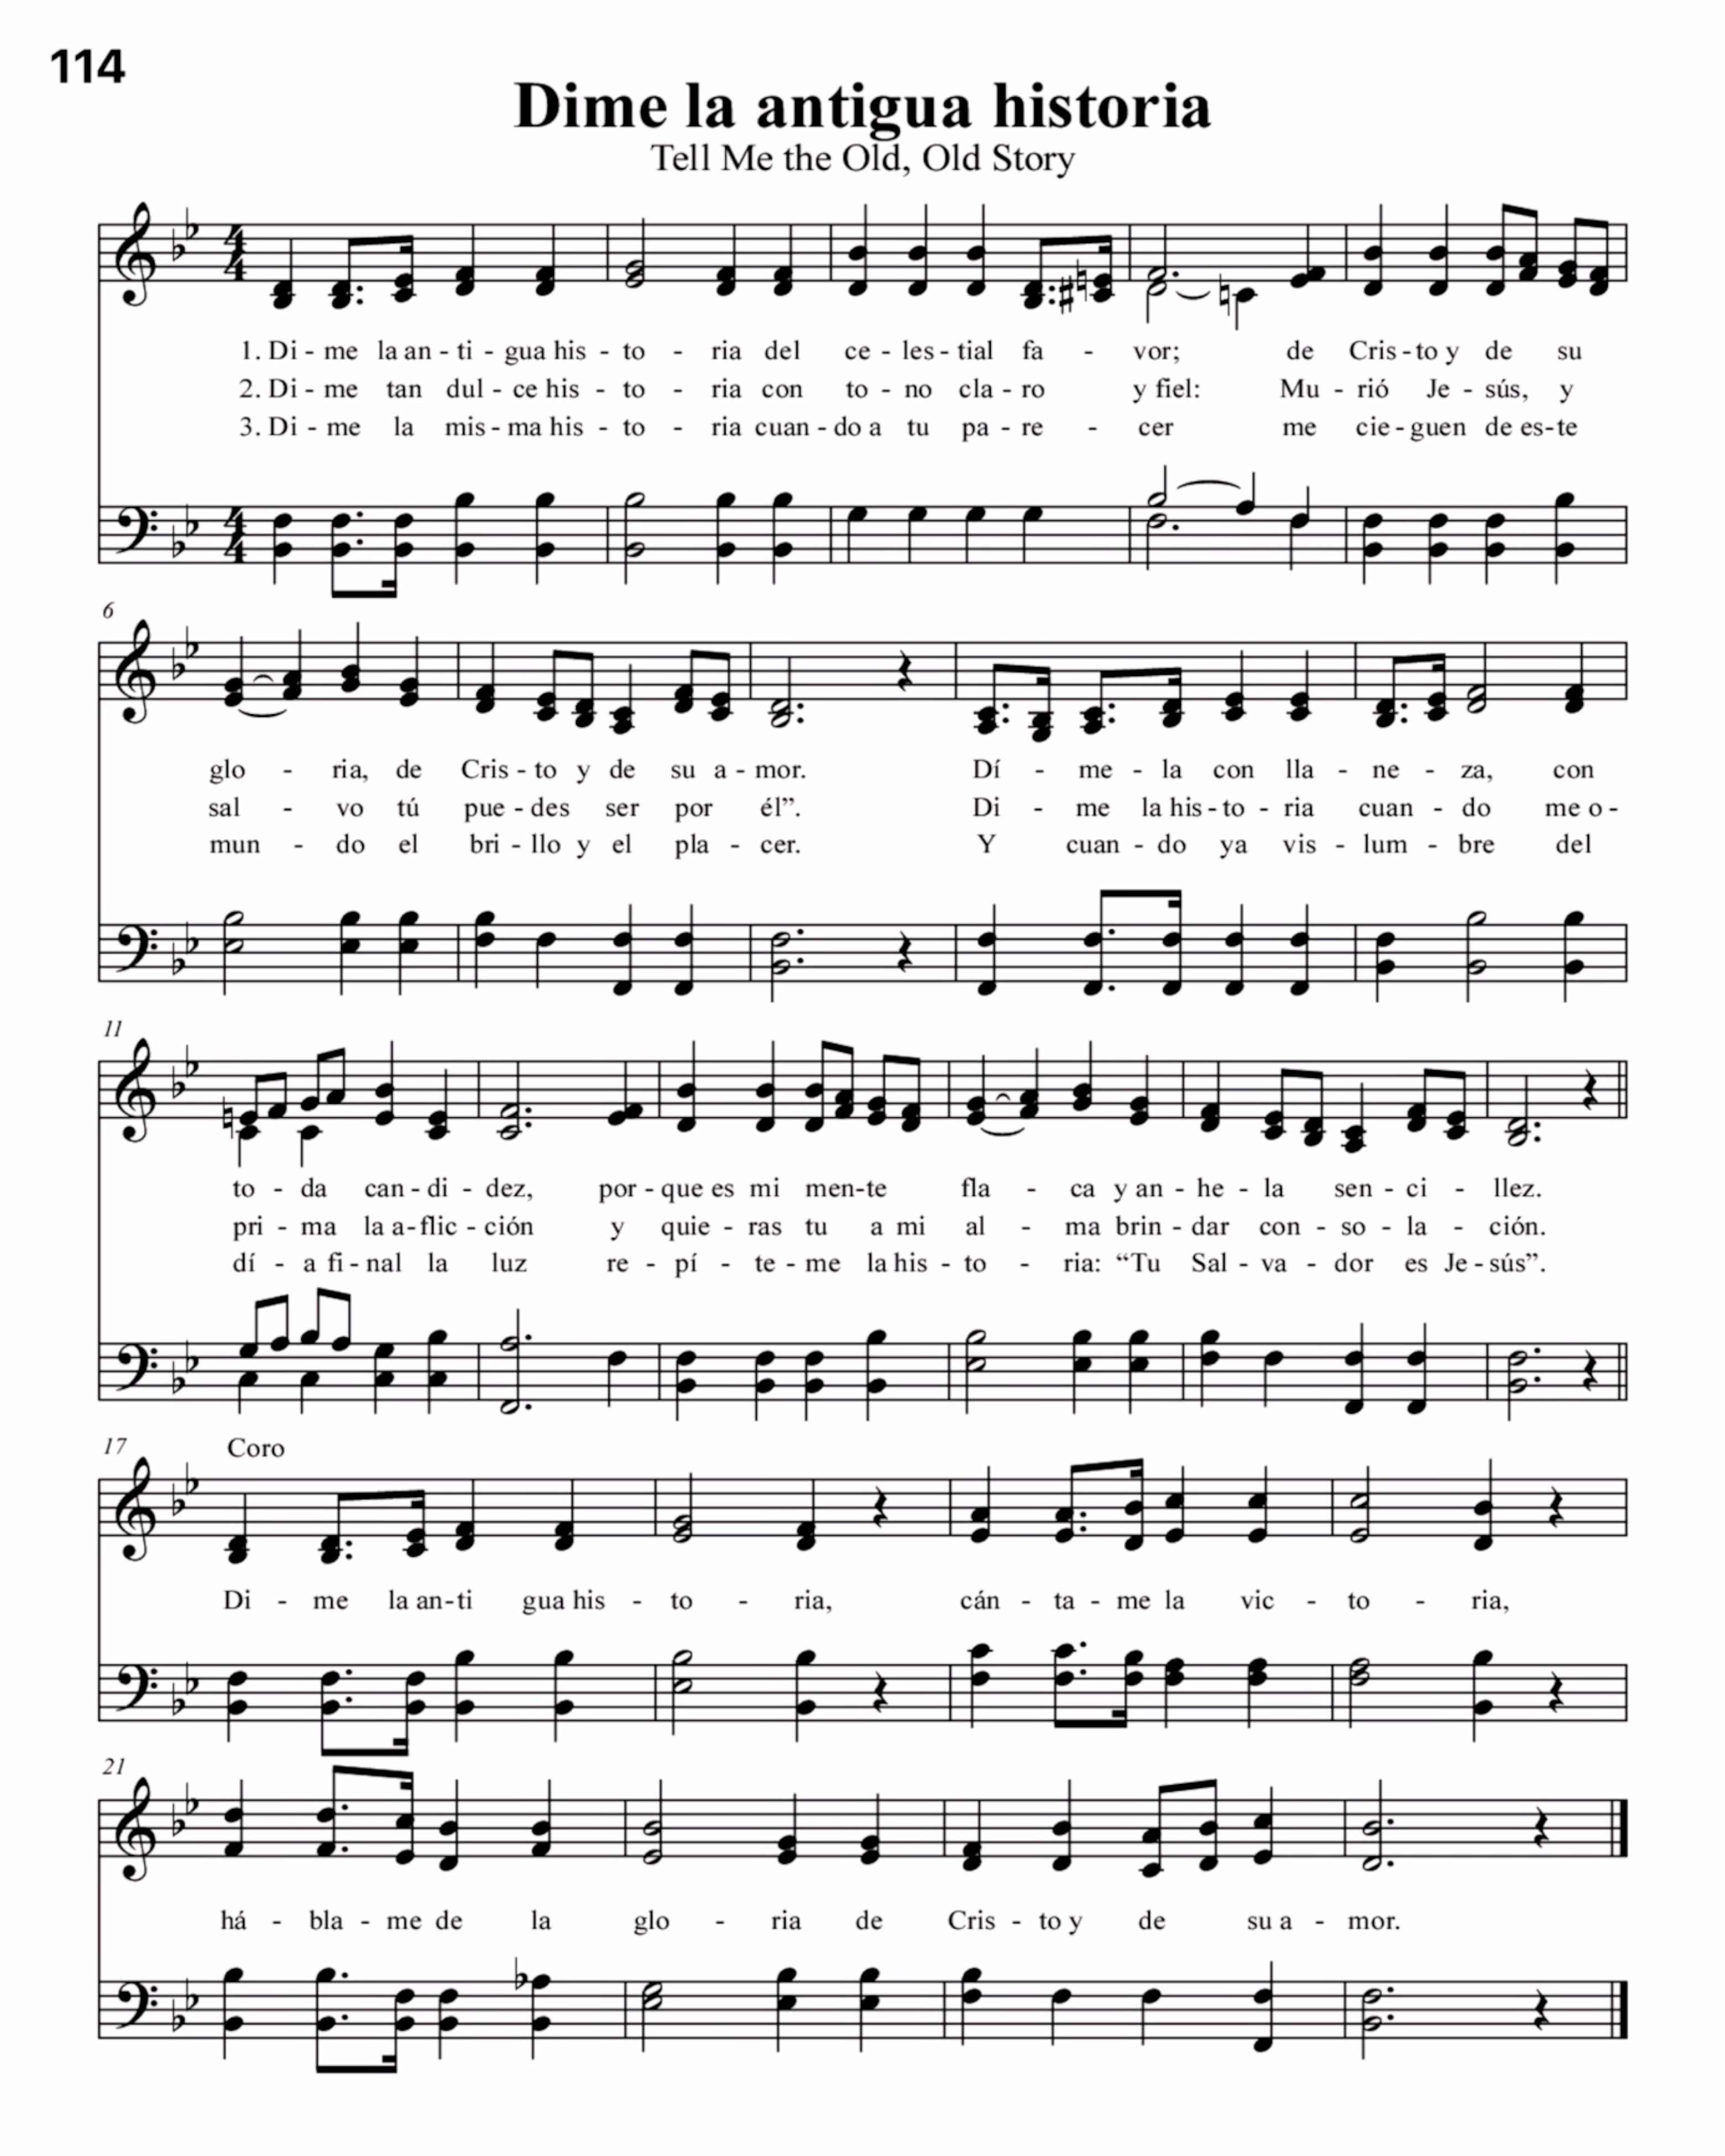 114
Dime la antigua historia
Tell Me the Old, Old Story
1. Di - me la an - ti - gua his - to - ria del ce - les - tial fa - vor; de Cris - to y de su
2. Di - me tan dul - ce his - to - ria con to - no cla - ro y fiel: Mu - rió Je - sús, y
3. Di - me la mis - ma his - to - ria cuan - do a tu pa - re - cer me cie - guen de es - te
6
glo - ria, de Cris - to y de su a - mor. Dí - me - la con lla - ne - za, con
sal - vo tú pue - des ser por él”. Di - me la his - to - ria cuan - do me o -
mun - do el bri - llo y el pla - cer. Y cuan - do ya vis - lum - bre del
11
to - da can - di - dez, por - que es mi men - te fla - ca y an - he - la sen - ci - llez.
pri - ma la a - flic - ción y quie - ras tu a mi al - ma brin - dar con - so - la - ción.
dí - a fi - nal la luz re - pí - te - me la his - to - ria: “Tu Sal - va - dor es Je - sús”.
17 Coro
Di - me la an - ti gua his - to - ria, cán - ta - me la vic - to - ria,
21
há - bla - me de la glo - ria de Cris - to y de su a - mor.